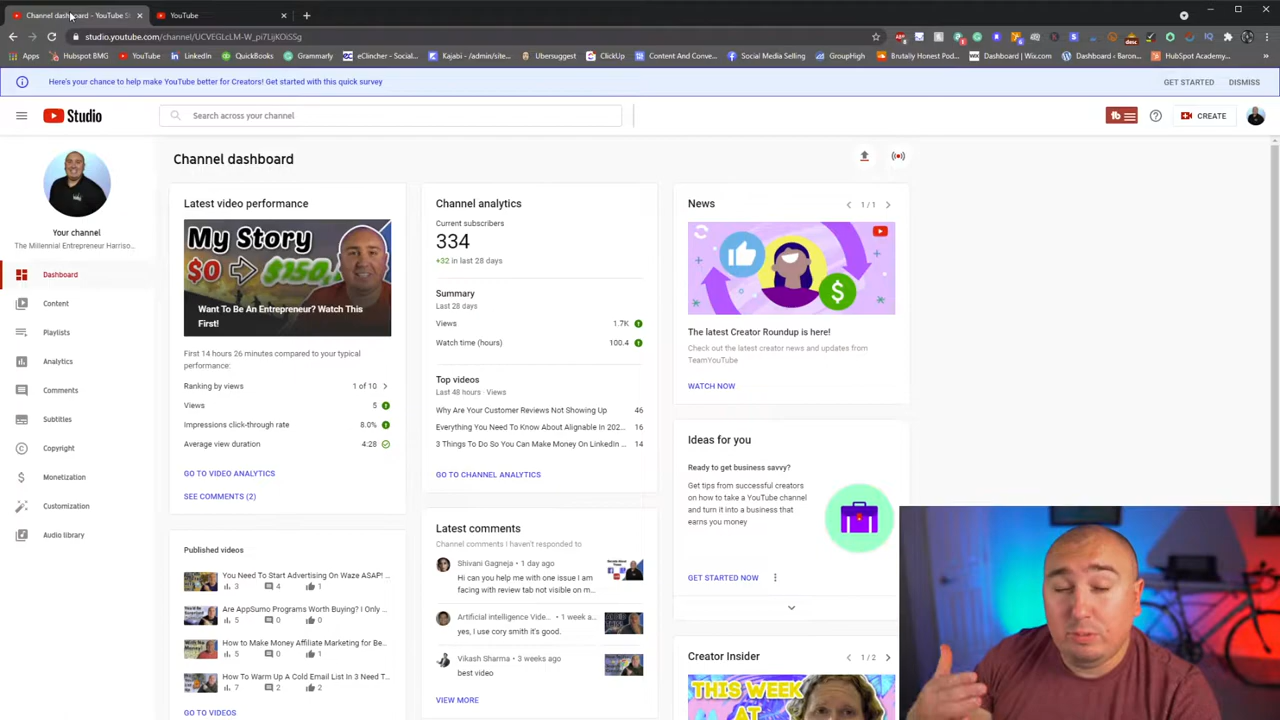 Channel dashboard - YouTube S
YouTube
studio.youtube.com/channel/UCVEGLcLM-W_pi7LijKOiSSg
Apps
HubSpot BMG
YouTube
LinkedIn
QuickBooks
Grammarly
eClincher - Social...
Kajabi - /admin/site...
Ubersuggest
ClickUp
Content And Conve...
Social Media Selling
GroupHigh
Brutally Honest Pod...
Dashboard | Wix.com
Dashboard ‹ Baron...
HubSpot Academy...
Here's your chance to help make YouTube better for Creators! Get started with this quick survey
GET STARTED
DISMISS
Studio
Search across your channel
CREATE
Channel dashboard
Your channel
The Millennial Entrepreneur Harriso...
Dashboard
Content
Playlists
Analytics
Comments
Subtitles
Copyright
Monetization
Customization
Audio library
Latest video performance
My Story
$0
Want To Be An Entrepreneur? Watch This
First!
First 14 hours 26 minutes compared to your typical
performance:
Ranking by views 1 of 10
Views 5
Impressions click-through rate 8.0%
Average view duration 4:28
GO TO VIDEO ANALYTICS
SEE COMMENTS (2)
Published videos
You Need To Start Advertising On Waze ASAP! ...
3 4 1
Are AppSumo Programs Worth Buying? I Only ...
5 0 0
How to Make Money Affiliate Marketing for Be...
5 0 1
How To Warm Up A Cold Email List In 3 Need T...
7 2 2
GO TO VIDEOS
Channel analytics
Current subscribers
334
+32 in last 28 days
Summary
Last 28 days
Views 1.7K
Watch time (hours) 100.4
Top videos
Last 48 hours · Views
Why Are Your Customer Reviews Not Showing Up 46
Everything You Need To Know About Alignable In 202... 16
3 Things To Do So You Can Make Money On LinkedIn ... 14
GO TO CHANNEL ANALYTICS
Latest comments
Channel comments I haven't responded to
Shivani Gagneja • 1 day ago
Hi can you help me with one issue I am
facing with review tab not visible on m...
Artificial intelligence Vide... • 1 week a...
yes, I use cory smith it's good.
Vikash Sharma • 3 weeks ago
best video
VIEW MORE
News
1 / 1
The latest Creator Roundup is here!
Check out the latest creator news and updates from
TeamYouTube
WATCH NOW
Ideas for you
Ready to get business savvy?
Get tips from successful creators
on how to take a YouTube channel
and turn it into a business that
earns you money
GET STARTED NOW
Creator Insider
1 / 2
THIS WEEK
AT